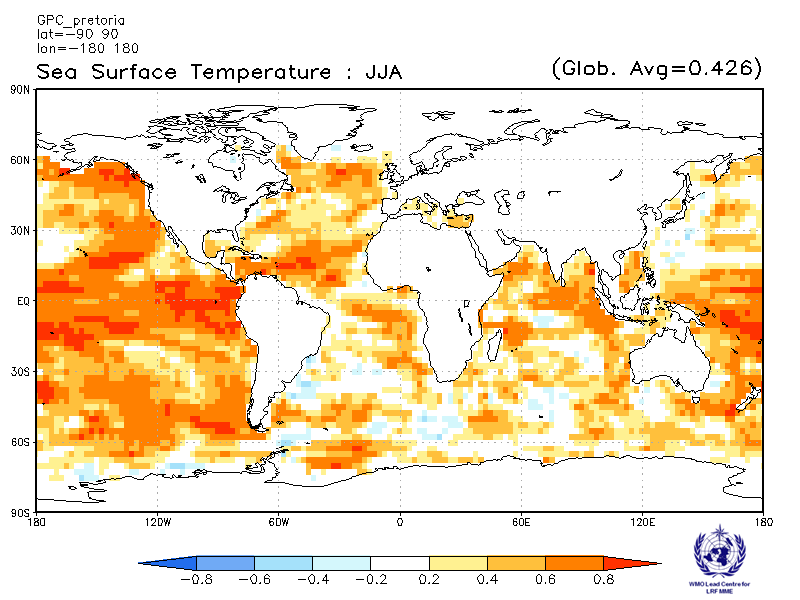 GPC_pretoria
lat=-90 90
lon=-180 180
Sea Surface Temperature : JJA (Glob. Avg=0.426)
90N
60N
30N
EQ
30S
60S
90S
180 120W 60W 0 60E 120E 180
-0.8 -0.6 -0.4 -0.2 0.2 0.4 0.6 0.8
WMO Lead Centre for
LRF MME